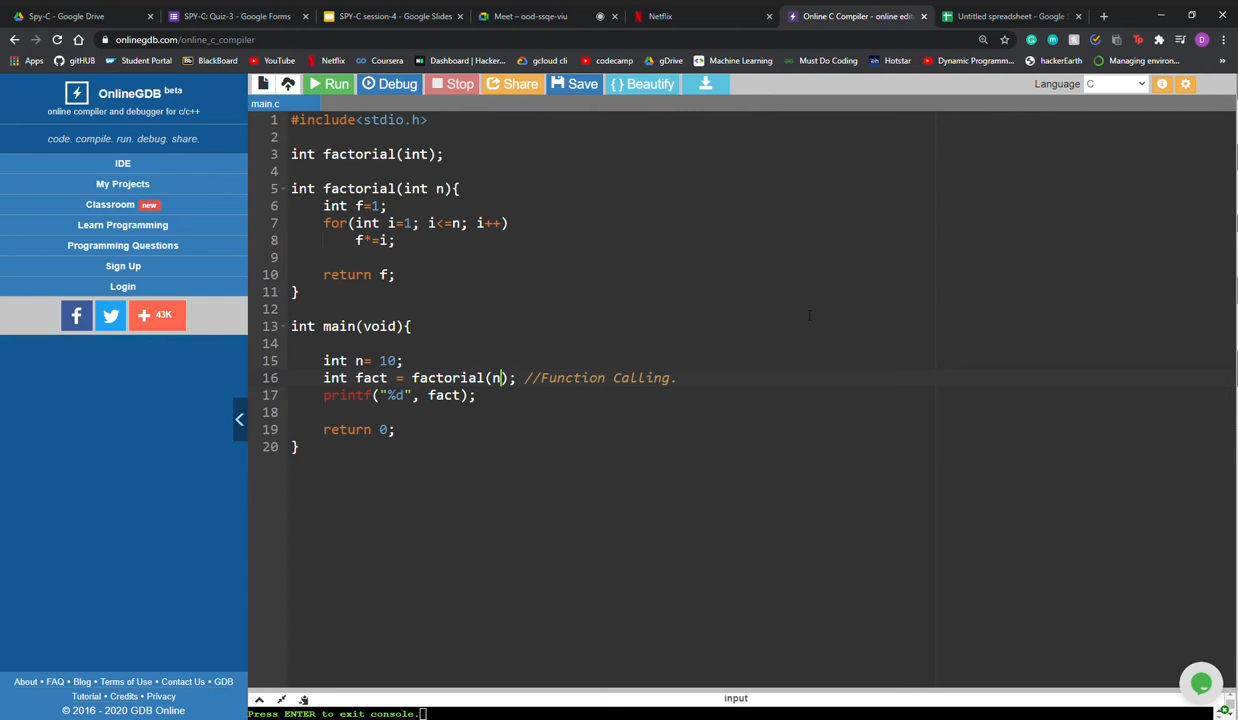 Spy-C - Google Drive
SPY-C: Quiz-3 - Google Forms
SPY-C session-4 - Google Slides
Meet – ood-ssqe-viu
Netflix
Online C Compiler - online edit
Untitled spreadsheet - Google S
onlinegdb.com/online_c_compiler
Apps gitHUB Student Portal BlackBoard YouTube Netflix Coursera Dashboard | Hacker... gcloud cli codecamp gDrive Machine Learning Must Do Coding Hotstar Dynamic Programm... hackerEarth Managing environ...
OnlineGDB beta
online compiler and debugger for c/c++
code. compile. run. debug. share.
IDE
My Projects
Classroom new
Learn Programming
Programming Questions
Sign Up
Login
f + 43K
About • FAQ • Blog • Terms of Use • Contact Us • GDB
Tutorial • Credits • Privacy
© 2016 - 2020 GDB Online
Run Debug Stop Share Save { } Beautify
Language C
main.c
1 #include<stdio.h>
2
3 int factorial(int);
4
5 int factorial(int n){
6 int f=1;
7 for(int i=1; i<=n; i++)
8 f*=i;
9
10 return f;
11 }
12
13 int main(void){
14
15 int n= 10;
16 int fact = factorial(n); //Function Calling.
17 printf("%d", fact);
18
19 return 0;
20 }
input
Press ENTER to exit console.